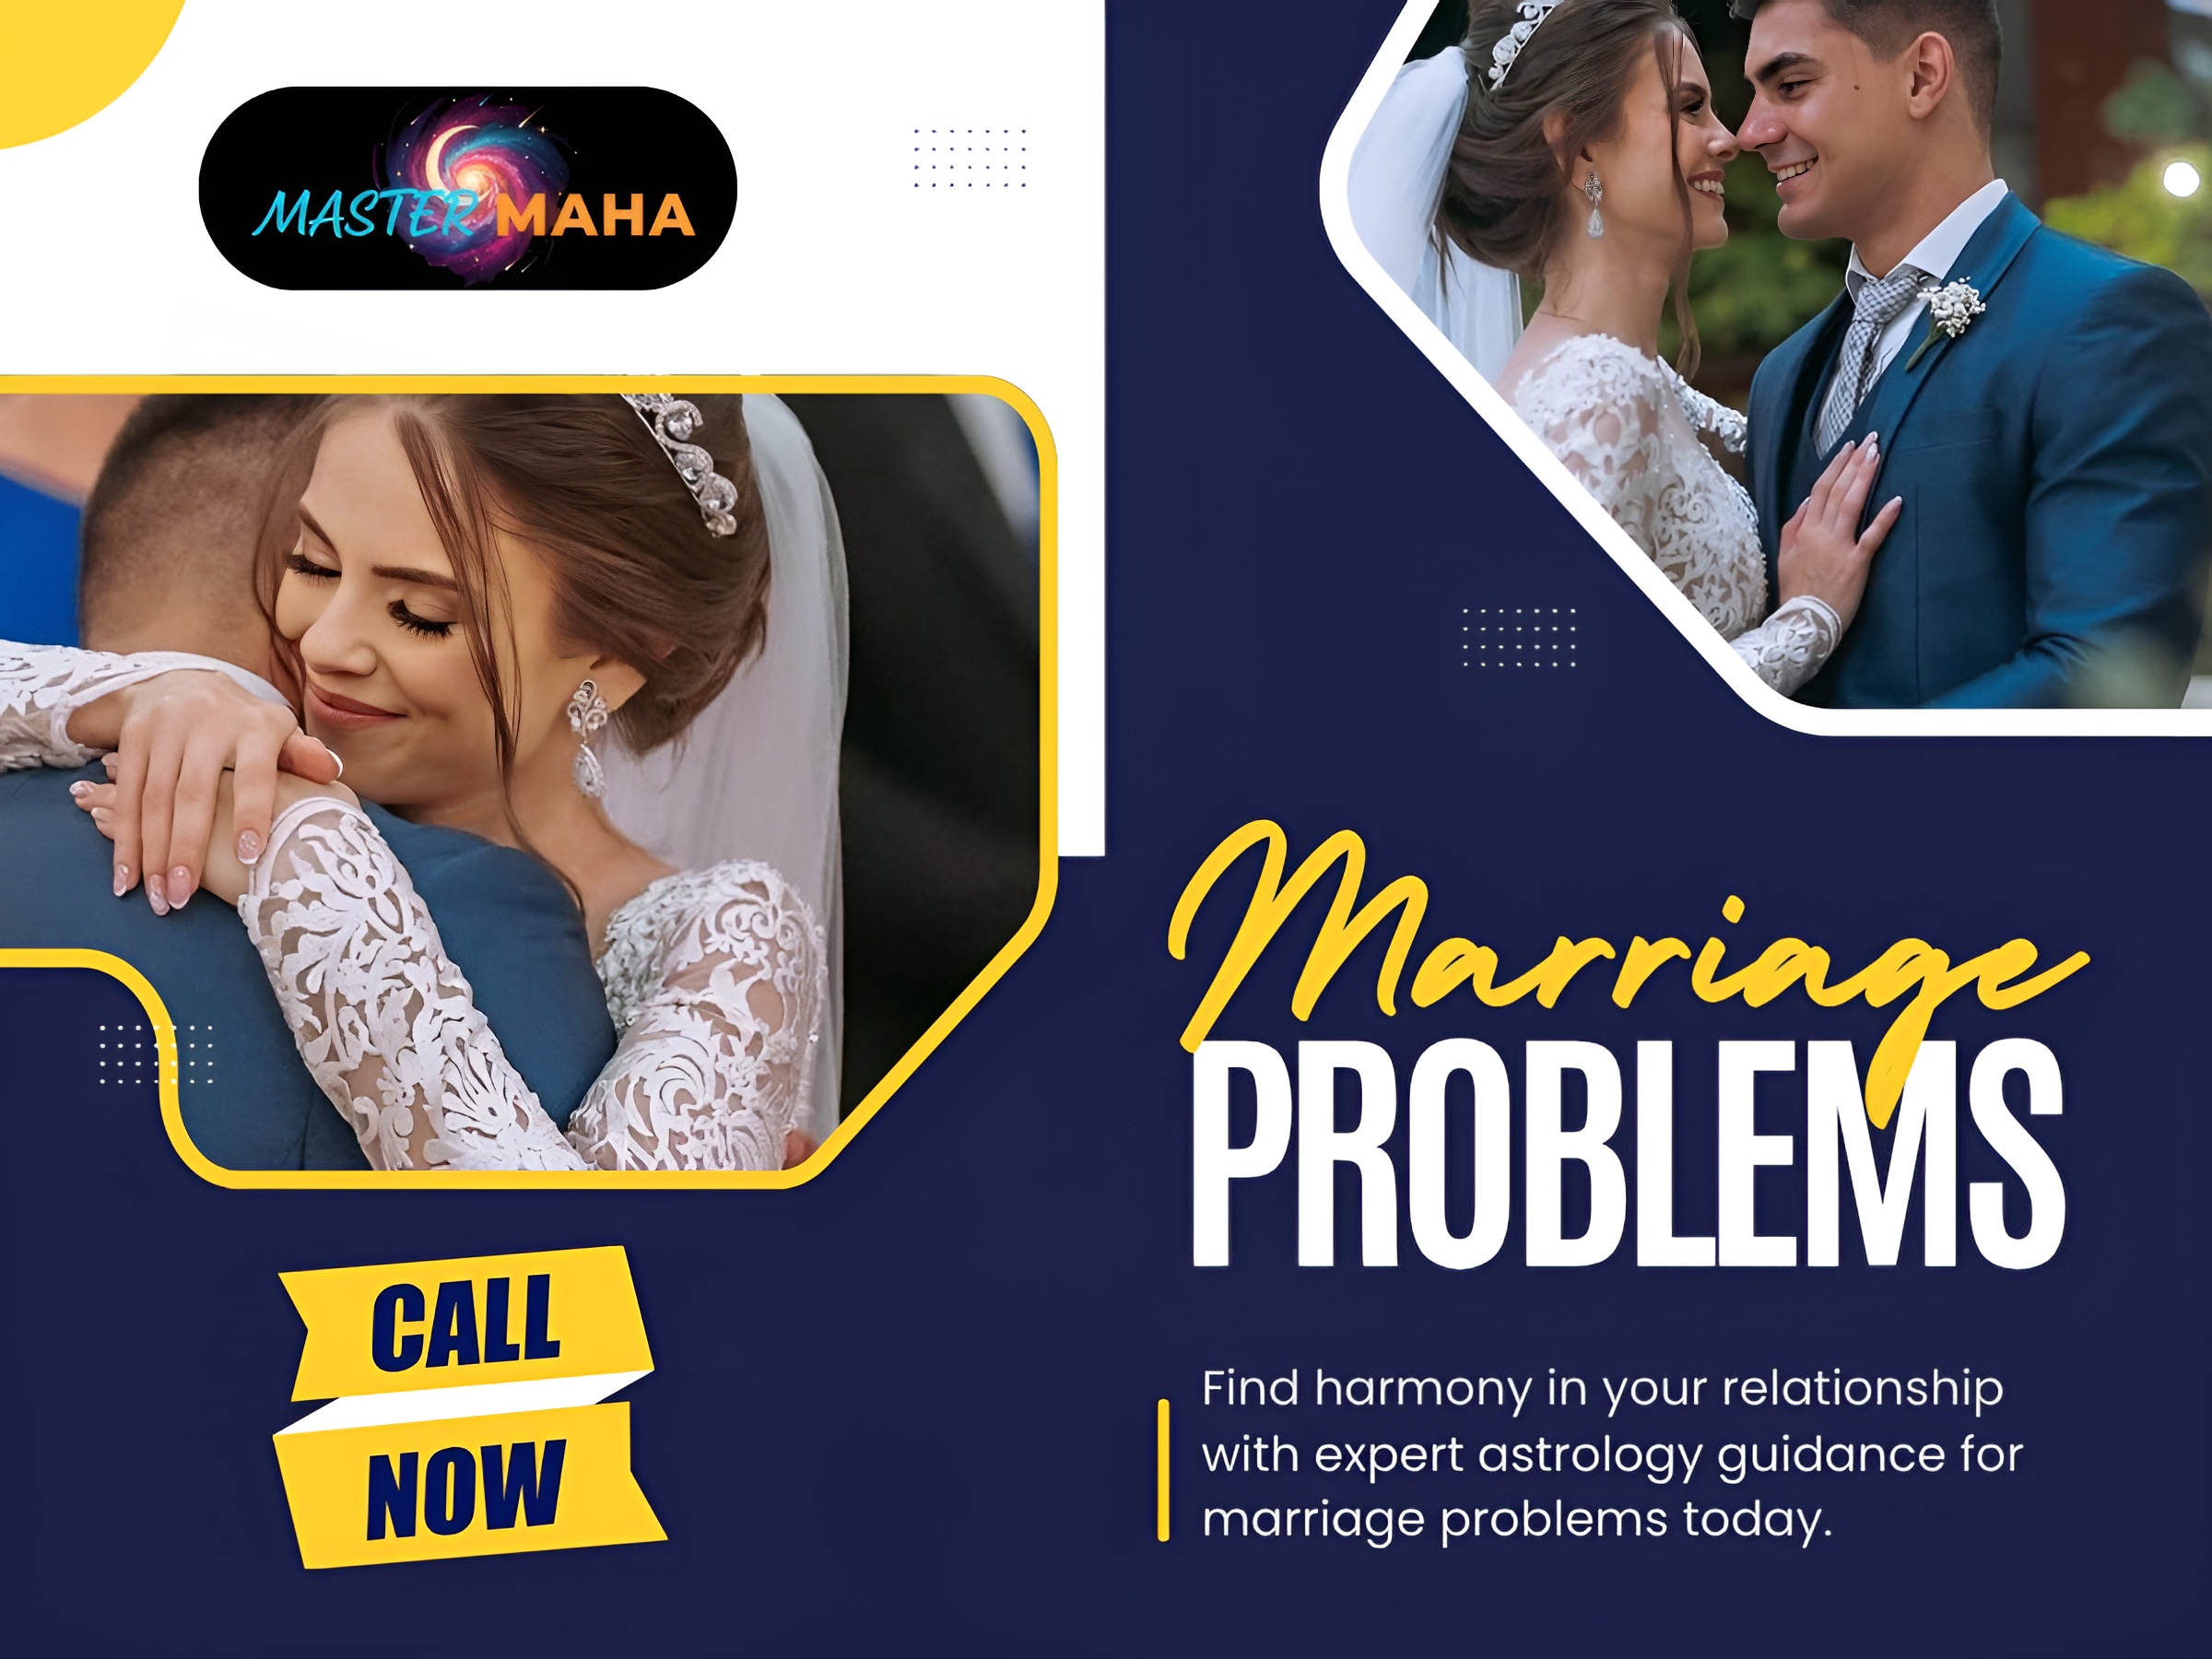 MASTER MAHA
CALL
NOW
Marriage
PROBLEMS
Find harmony in your relationship
with expert astrology guidance for
marriage problems today.